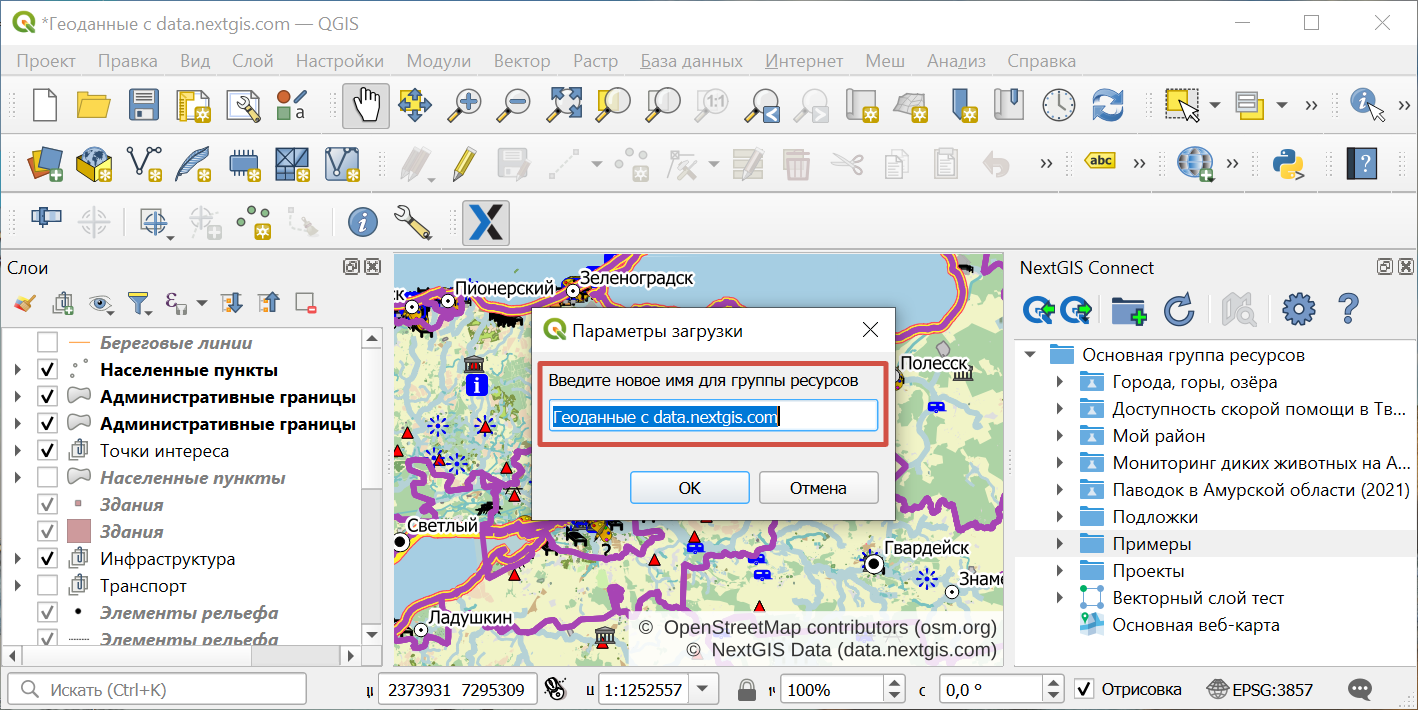 *Геоданные с data.nextgis.com — QGIS
Проект Правка Вид Слой Настройки Модули Вектор Растр База данных Интернет Меш Анализ Справка
1:1
a
abc
?
Слои
Береговые линии
Населенные пункты
Административные границы
Административные границы
Точки интереса
Населенные пункты
Здания
Здания
Инфраструктура
Транспорт
Элементы рельефа
Элементы рельефа
Пионерский
Зеленоградск
ск
Полесск
Светлый
Гвардейск
Знаме
Ладушкин
© OpenStreetMap contributors (osm.org)
© NextGIS Data (data.nextgis.com)
Параметры загрузки
Введите новое имя для группы ресурсов
Геоданные с data.nextgis.com
OK
Отмена
NextGIS Connect
Основная группа ресурсов
Города, горы, озёра
Доступность скорой помощи в Тв...
Мой район
Мониторинг диких животных на А...
Паводок в Амурской области (2021)
Подложки
Примеры
Проекты
Векторный слой тест
Основная веб-карта
Искать (Ctrl+K)
2373931 7295309
1:1252557
100%
с
0,0 °
Отрисовка
EPSG:3857